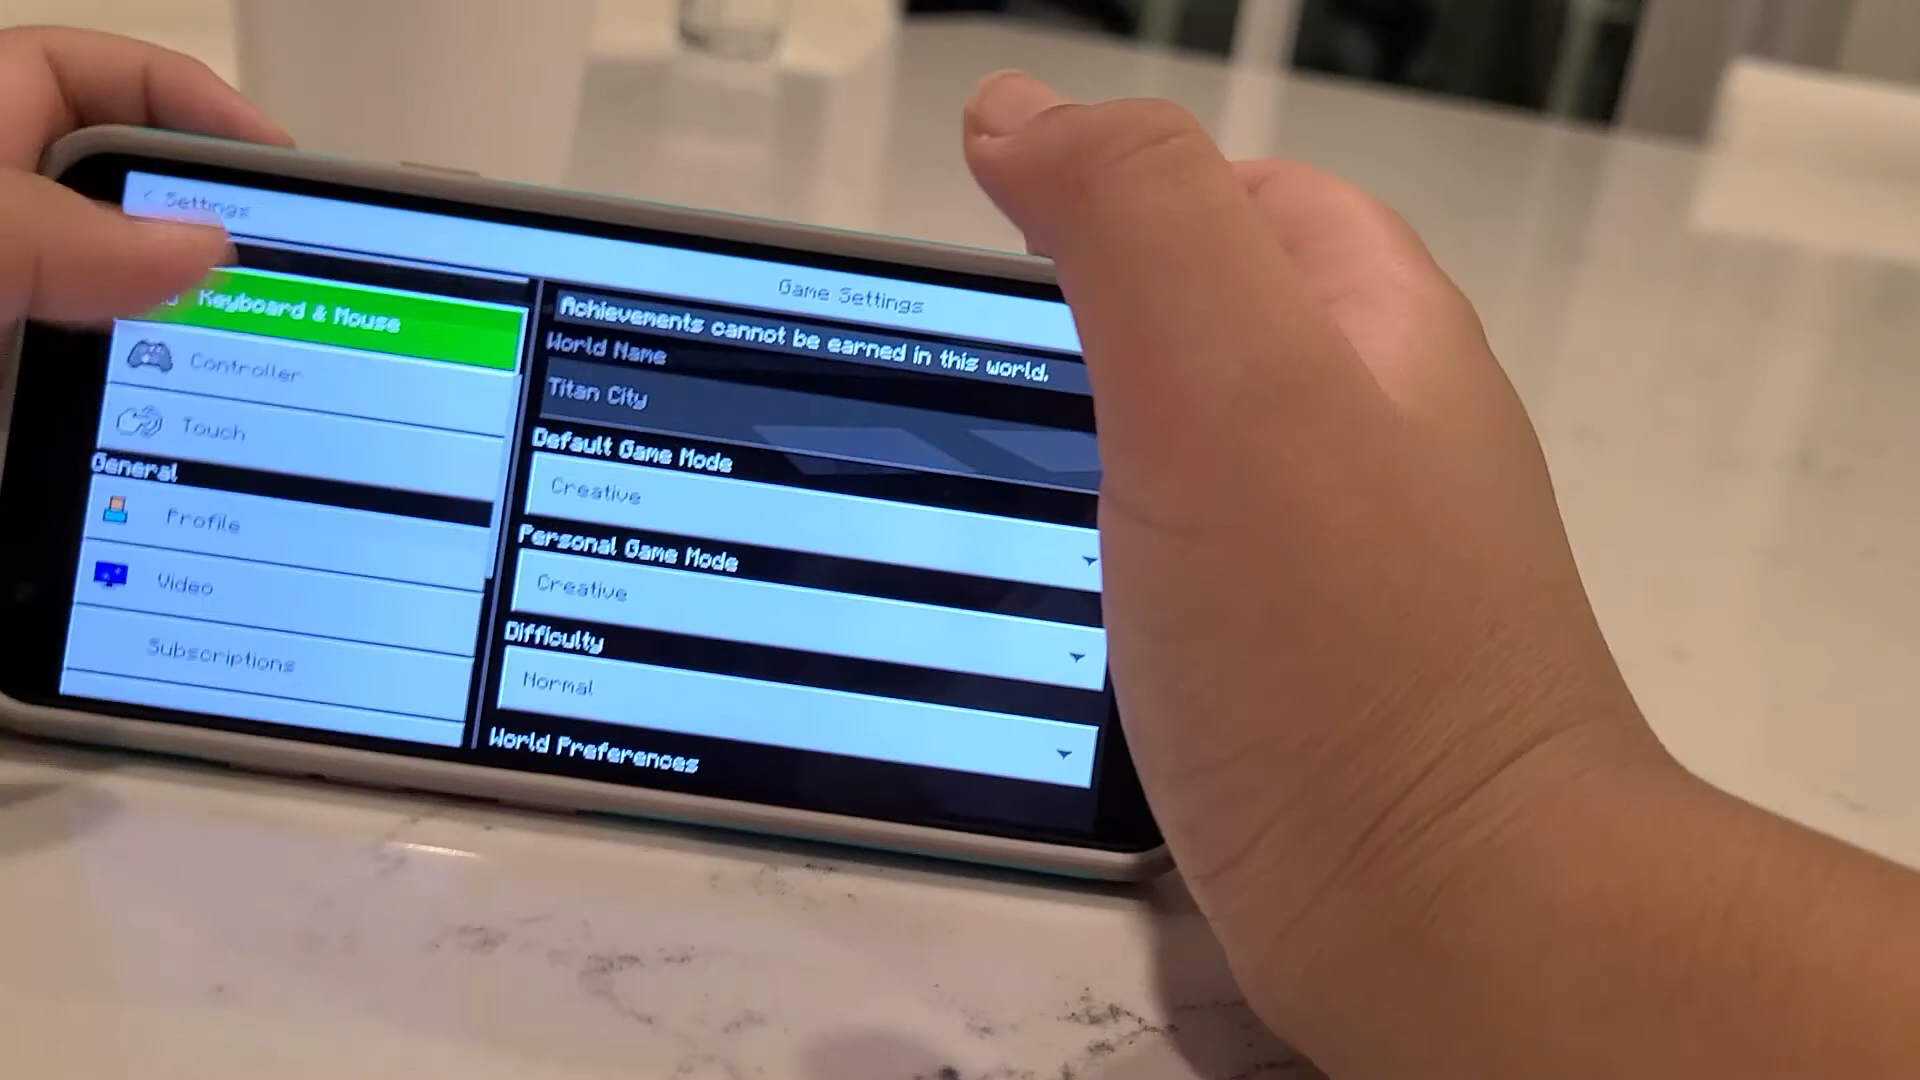 Settings
Game Settings
Keyboard & Mouse
Controller
Touch
General
Profile
Video
Subscriptions
Achievements cannot be earned in this world.
World Name
Titan City
Default Game Mode
Creative
Personal Game Mode
Creative
Difficulty
Normal
World Preferences